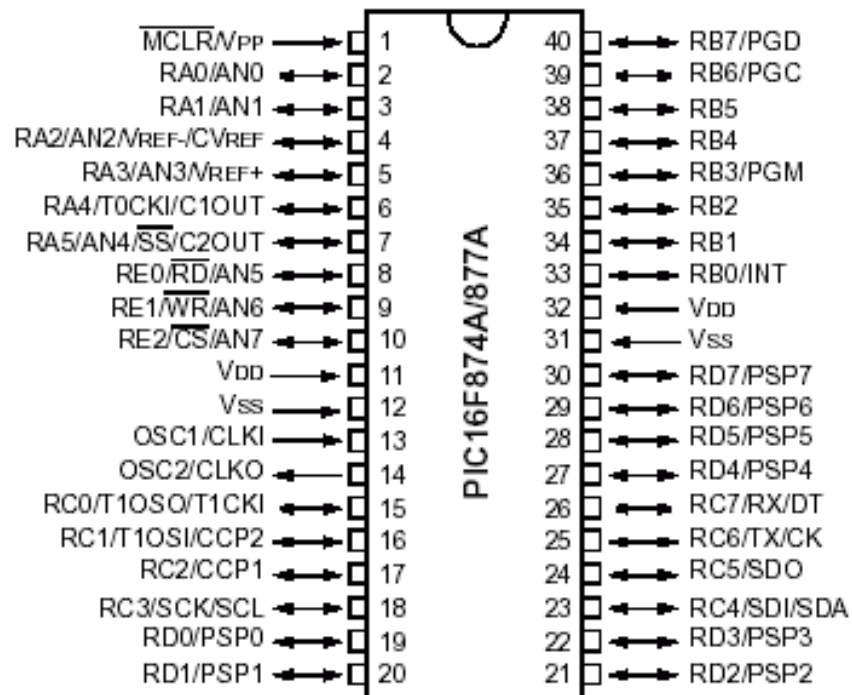 MCLR/VPP 1 40 RB7/PGD
RA0/AN0 2 39 RB6/PGC
RA1/AN1 3 38 RB5
RA2/AN2/VREF-/CVREF 4 37 RB4
RA3/AN3/VREF+ 5 36 RB3/PGM
RA4/T0CKI/C1OUT 6 35 RB2
RA5/AN4/SS/C2OUT 7 34 RB1
RE0/RD/AN5 8 33 RB0/INT
RE1/WR/AN6 9 32 VDD
RE2/CS/AN7 10 31 VSS
VDD 11 30 RD7/PSP7
VSS 12 29 RD6/PSP6
OSC1/CLKI 13 28 RD5/PSP5
OSC2/CLKO 14 27 RD4/PSP4
RC0/T1OSO/T1CKI 15 26 RC7/RX/DT
RC1/T1OSI/CCP2 16 25 RC6/TX/CK
RC2/CCP1 17 24 RC5/SDO
RC3/SCK/SCL 18 23 RC4/SDI/SDA
RD0/PSP0 19 22 RD3/PSP3
RD1/PSP1 20 21 RD2/PSP2
PIC16F874A/877A